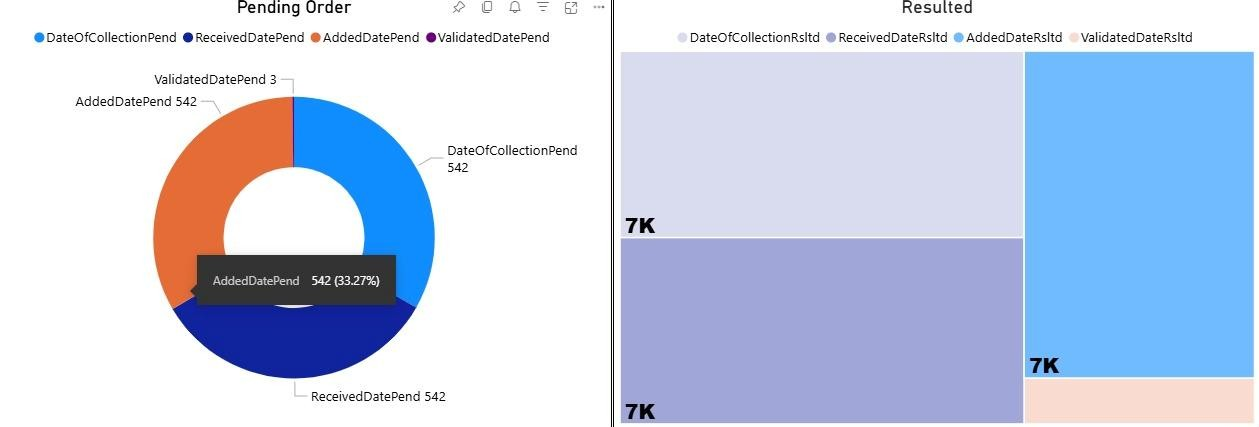 Pending Order
DateOfCollectionPend ReceivedDatePend AddedDatePend ValidatedDatePend
ValidatedDatePend 3
AddedDatePend 542
DateOfCollectionPend
542
AddedDatePend 542 (33.27%)
ReceivedDatePend 542
Resulted
DateOfCollectionRsltd ReceivedDateRsltd AddedDateRsltd ValidatedDateRsltd
7K
7K
7K